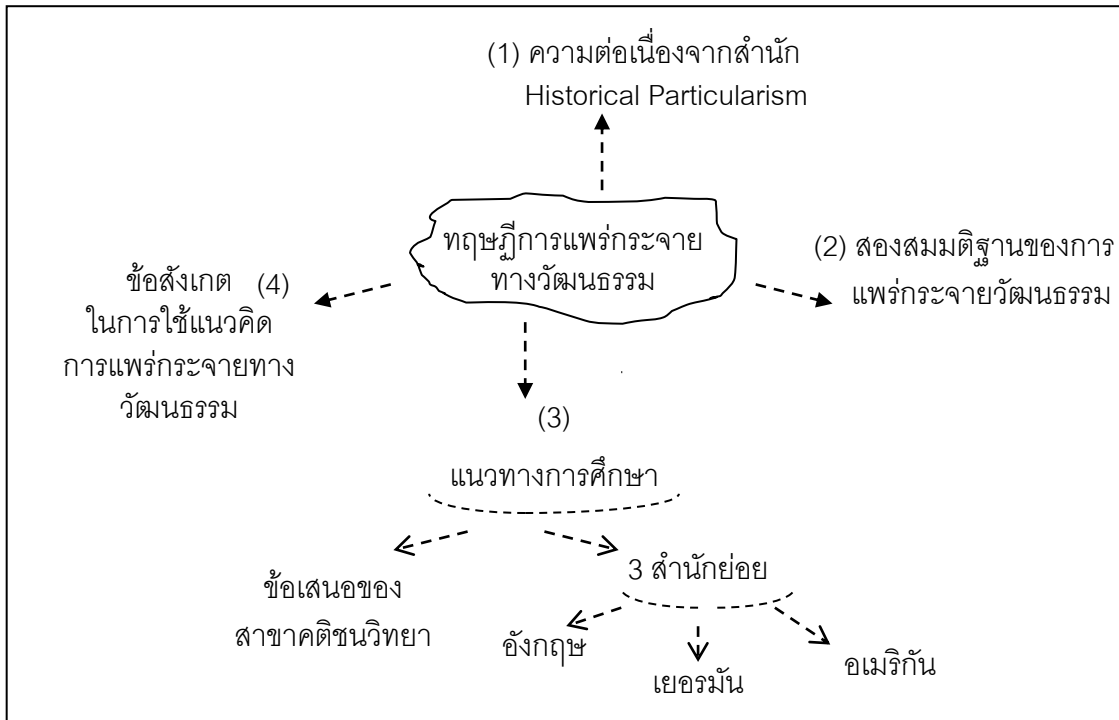 (1) ความต่อเนื่องจากสำนัก
Historical Particularism
ทฤษฏีการแพร่กระจาย
ทางวัฒนธรรม
(2) สองสมมติฐานของการ
แพร่กระจายวัฒนธรรม
ข้อสังเกต (4)
ในการใช้แนวคิด
การแพร่กระจายทาง
วัฒนธรรม
(3)
แนวทางการศึกษา
ข้อเสนอของ
สาขาคติชนวิทยา
3 สำนักย่อย
อังกฤษ
เยอรมัน
อเมริกัน